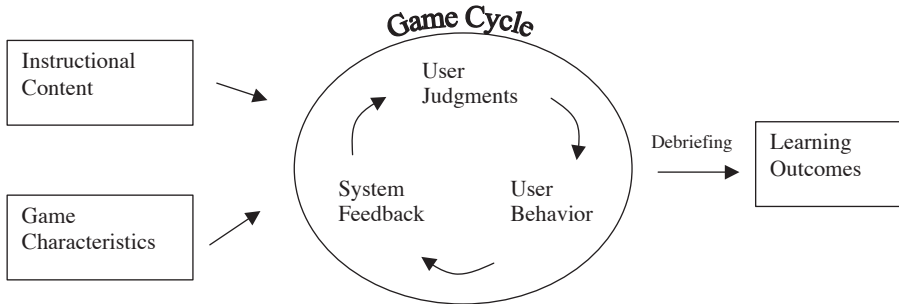 Game Cycle
Instructional
Content
Game
Characteristics
User
Judgments
System
Feedback
User
Behavior
Debriefing
Learning
Outcomes